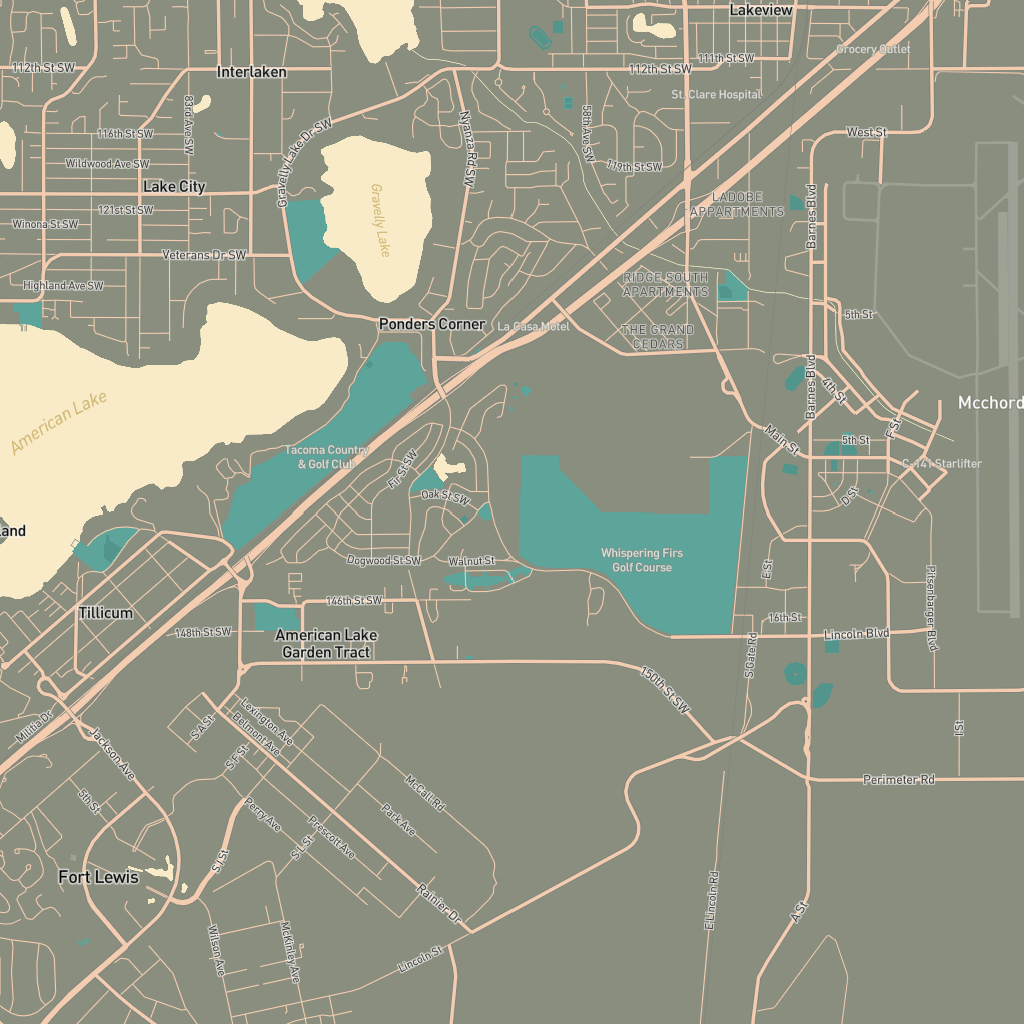 Lakeview
Grocery Outlet
111th St SW
112th St SW
Interlaken
112th St SW
St. Clare Hospital
83rd Ave SW
116th St SW
Gravelly Lake Dr SW
Nyanza Rd SW
58th Ave SW
West St
Wildwood Ave SW
119th St SW
Lake City
LADOBE
APPARTMENTS
Barnes Blvd
121st St SW
Winona St SW
Gravelly Lake
Veterans Dr SW
Highland Ave SW
RIDGE SOUTH
APARTMENTS
5th St
Ponders Corner
La Casa Motel
THE GRAND
CEDARS
American Lake
Barnes Blvd
4th St
Mcchord
F St
Main St
5th St
Tacoma Country
& Golf Club
Fir St SW
C-141 Starlifter
Oak St SW
D St
land
Dogwood St SW
Walnut St
Whispering Firs
Golf Course
E St
Pitsenbarger Blvd
146th St SW
Tillicum
148th St SW
American Lake
Garden Tract
16th St
Lincoln Blvd
S Gate Rd
150th St SW
Militia Dr
S A St
Lexington Ave
Belmont Ave
Jackson Ave
S F St
I St
McCall Rd
Perimeter Rd
5th St
Perry Ave
Park Ave
Prescott Ave
S L St
S I St
Fort Lewis
Rainier Dr
E Lincoln Rd
A St
Wilson Ave
McKinley Ave
Lincoln St